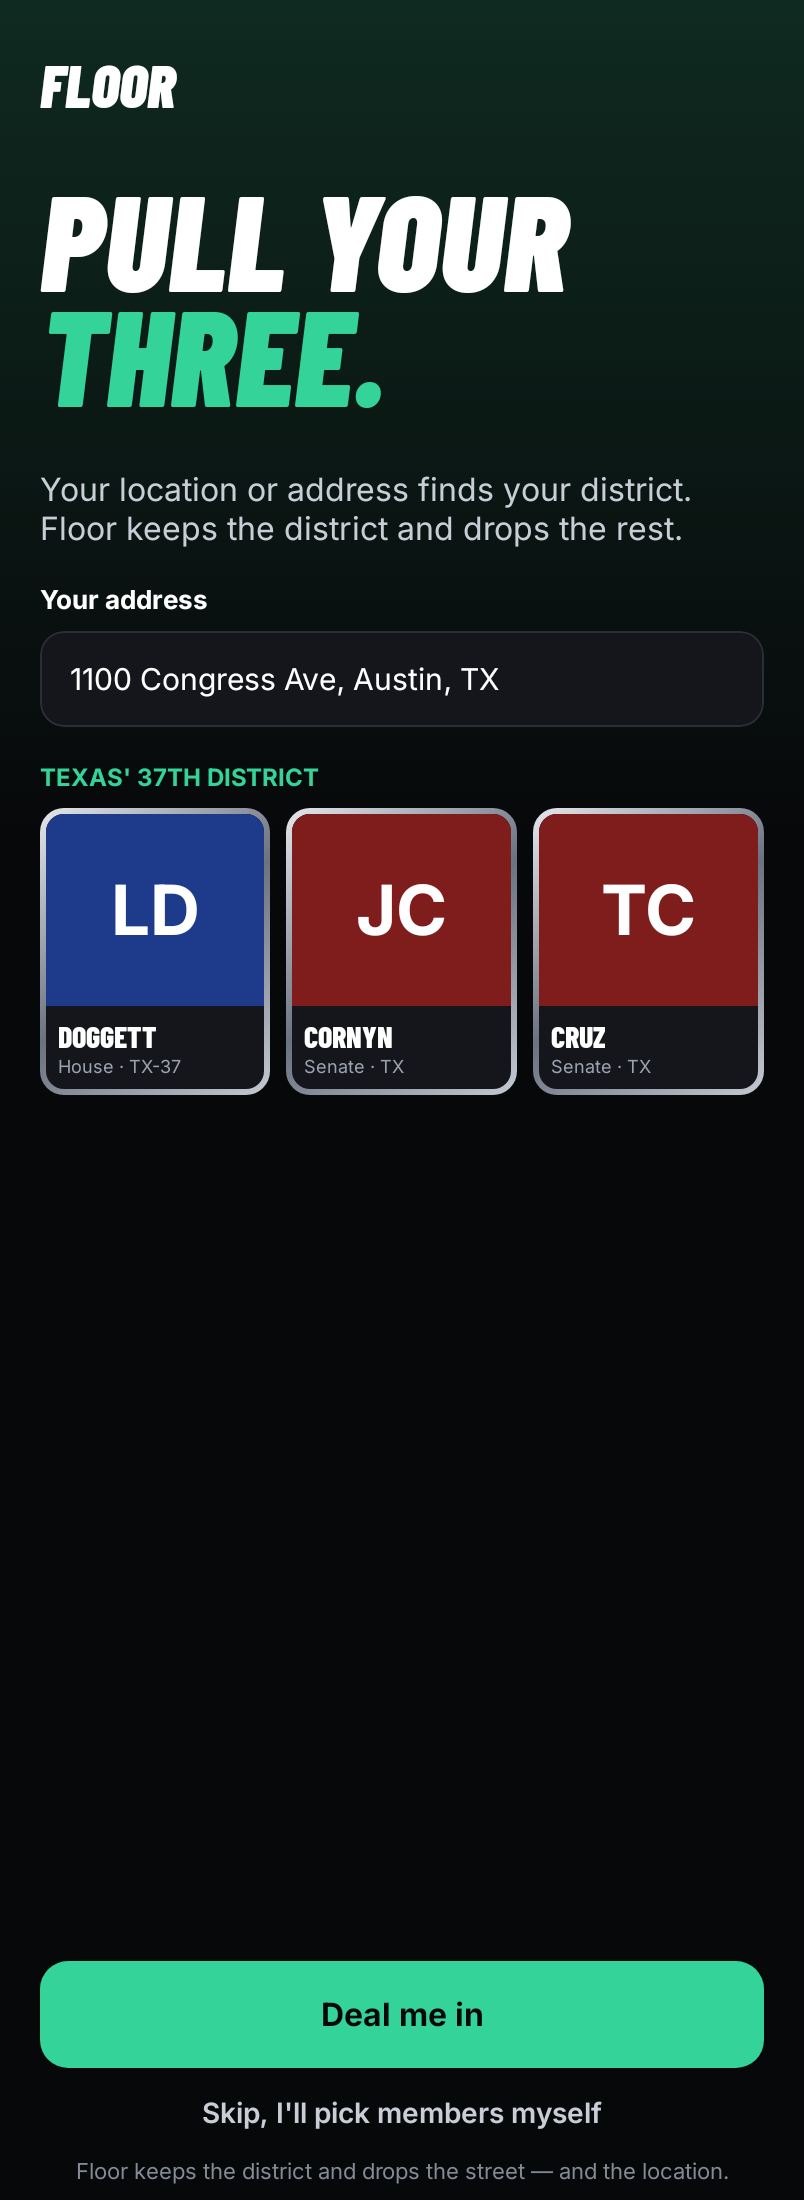 FLOOR
PULL YOUR
THREE.
Your location or address finds your district.
Floor keeps the district and drops the rest.
Your address
1100 Congress Ave, Austin, TX
TEXAS' 37TH DISTRICT
LD
DOGGETT
House · TX-37
JC
CORNYN
Senate · TX
TC
CRUZ
Senate · TX
Deal me in
Skip, I'll pick members myself
Floor keeps the district and drops the street — and the location.